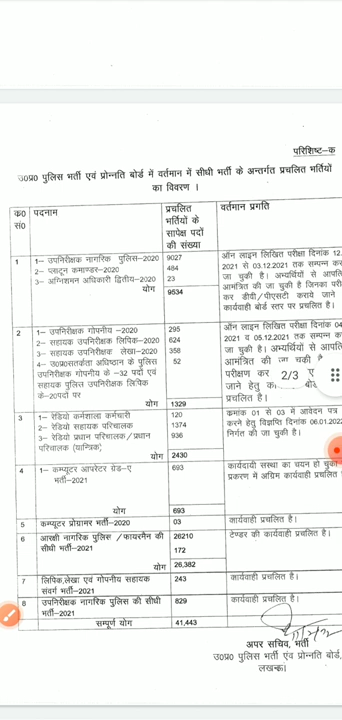 परिशिष्ट–क
उ0प्र0 पुलिस भर्ती एवं प्रोन्नति बोर्ड में वर्तमान में सीधी भर्ती के अन्तर्गत प्रचलित भर्तियों
का विवरण ।
क0 सं0 पदनाम प्रचलित भर्तियों के सापेक्ष पदों की संख्या वर्तमान प्रगति
1 1– उपनिरीक्षक नागरिक पुलिस–2020 9027 ऑन लाइन लिखित परीक्षा दिनांक 12.
2– प्लाटून कमाण्डर–2020 484 2021 से 03.12.2021 तक सम्पन्न कर
3– अग्निशमन अधिकारी द्वितीय–2020 23 जा चुकी है। अभ्यर्थियों से आपत्ति
योग 9534 आमंत्रित की जा चुकी है जिनका परी
कर डीवी/पीएसटी कराये जाने
कार्यवाही बोर्ड स्तर पर प्रचलित है।
2 1– उपनिरीक्षक गोपनीय –2020 295 ऑन लाइन लिखित परीक्षा दिनांक 04
2– सहायक उपनिरीक्षक लिपिक–2020 624 2021 व 05.12.2021 तक सम्पन्न कर
3– सहायक उपनिरीक्षक लेखा–2020 358 जा चुकी है। अभ्यर्थियों से आपत्ति
4– उ0प्र0सतर्कता अधिष्ठान के पुलिस 52 आमंत्रित की जा चुकी है
उपनिरीक्षक गोपनीय के –32 पदों एवं परीक्षण कर 2/3
सहायक पुलिस उपनिरीक्षक लिपिक जाने हेतु
के–20पदों पर प्रचलित है।
योग 1329
3 1– रेडियो कर्मशाला कर्मचारी 120 क्रमांक 01 से 03 में आवेदन पत्र
2– रेडियो सहायक परिचालक 1374 करने हेतु विज्ञप्ति दिनांक 06.01.2022
3– रेडियो प्रधान परिचालक/प्रधान 936 निर्गत की जा चुकी है।
परिचालक (यान्त्रिक)
योग 2430
4 1– कम्प्यूटर आपरेटर ग्रेड–ए 693 कार्यदायी संस्था का चयन हो चुका
भर्ती–2021 प्रकरण में अग्रिम कार्यवाही प्रचलित
योग 693
5 कम्प्यूटर प्रोग्रामर भर्ती–2020 03 कार्यवाही प्रचलित है।
6 आरक्षी नागरिक पुलिस /फायरमैन की 26210 टेण्डर की कार्यवाही प्रचलित है।
सीधी भर्ती–2021 172
योग 26,382
7 लिपिक,लेखा एवं गोपनीय सहायक 243 कार्यवाही प्रचलित है।
संवर्ग भर्ती–2021
8 उपनिरीक्षक नागरिक पुलिस की सीधी 829 कार्यवाही प्रचलित है।
भर्ती–2021
सम्पूर्ण योग 41,443
अपर सचिव, भर्ती
उ0प्र0 पुलिस भर्ती एंव प्रोन्नति बोर्ड,
लखनऊ।